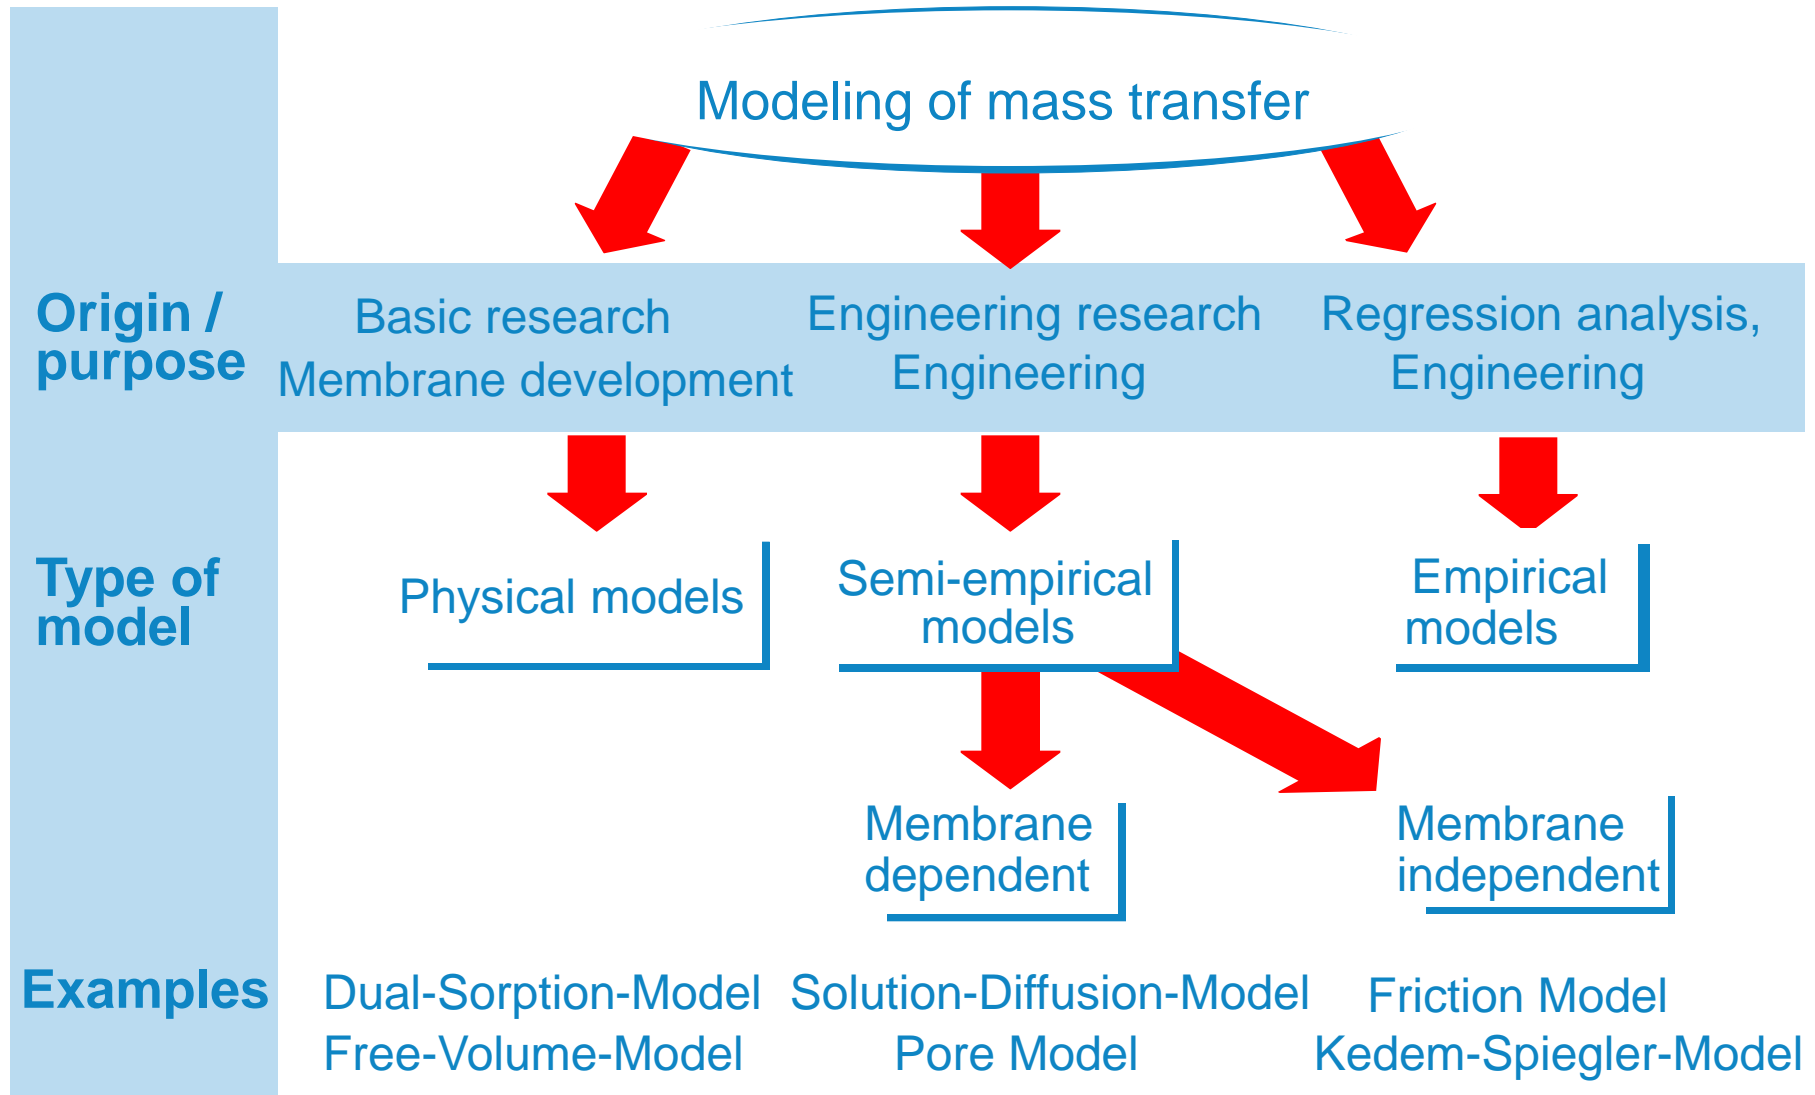 Modeling of mass transfer
Origin /
purpose
Basic research
Membrane development
Engineering research
Engineering
Regression analysis,
Engineering
Type of
model
Physical models
Semi-empirical
models
Empirical
models
Membrane
dependent
Membrane
independent
Examples
Dual-Sorption-Model
Free-Volume-Model
Solution-Diffusion-Model
Pore Model
Friction Model
Kedem-Spiegler-Model